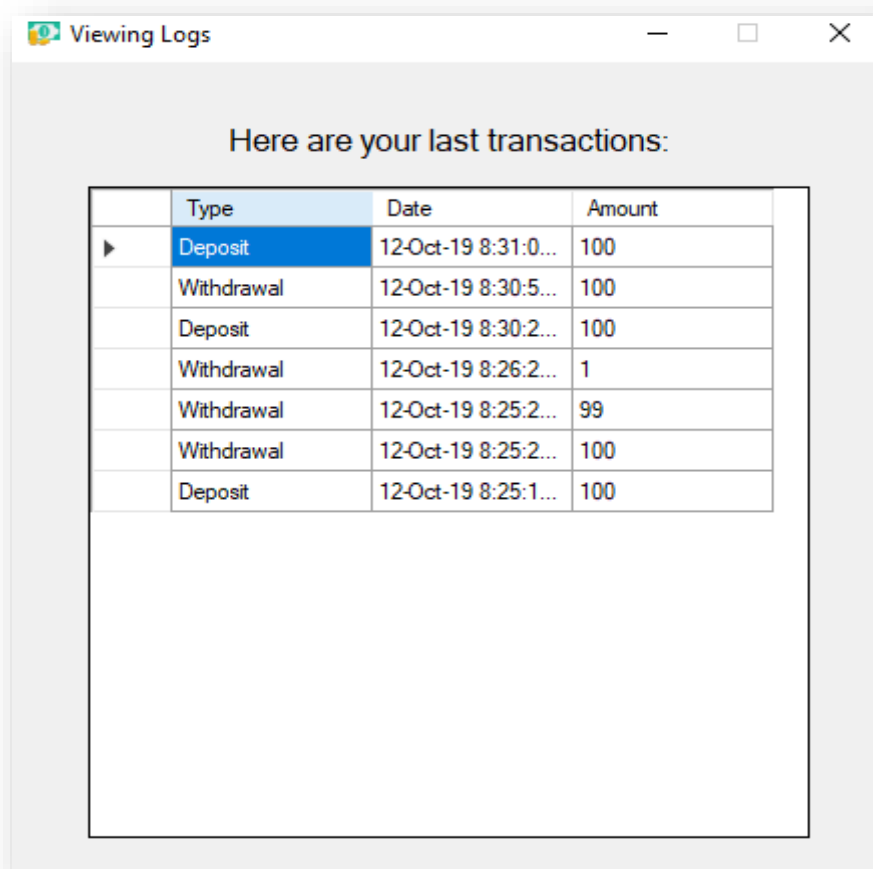 Viewing Logs
Here are your last transactions:
Type Date Amount
Deposit 12-Oct-19 8:31:0... 100
Withdrawal 12-Oct-19 8:30:5... 100
Deposit 12-Oct-19 8:30:2... 100
Withdrawal 12-Oct-19 8:26:2... 1
Withdrawal 12-Oct-19 8:25:2... 99
Withdrawal 12-Oct-19 8:25:2... 100
Deposit 12-Oct-19 8:25:1... 100